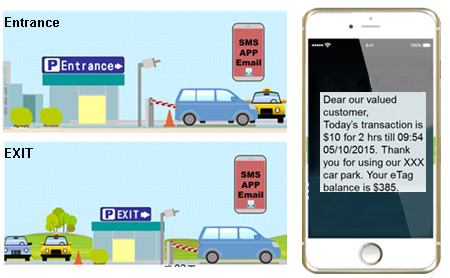 Entrance
SMS
APP
Email
P Entrance
EXIT
SMS
APP
Email
P EXIT
9:41
Dear our valued
customer,
Today's transaction is
$10 for 2 hrs till 09:54
05/10/2015. Thank
you for using our XXX
car park. Your eTag
balance is $385.